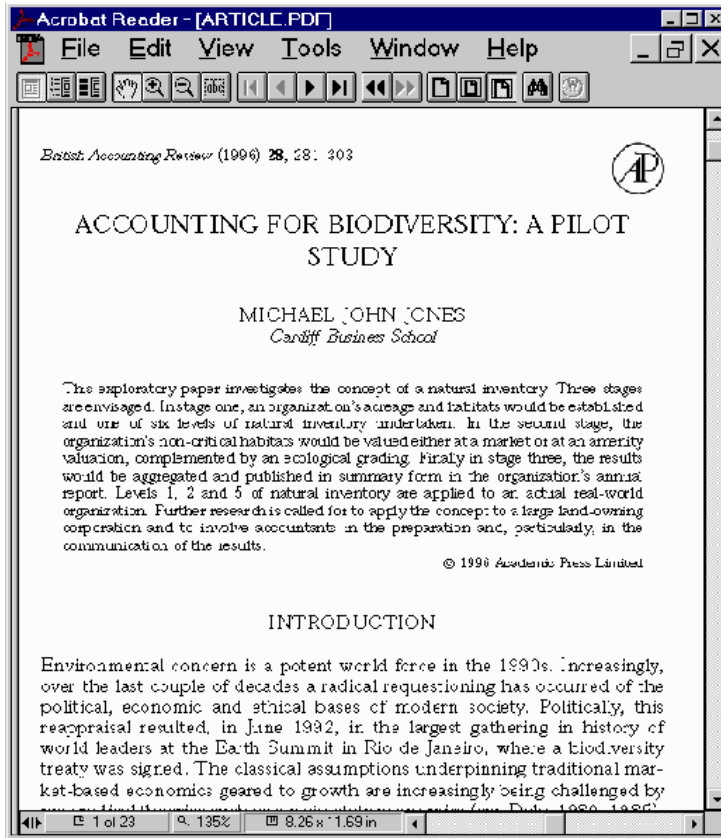 Acrobat Reader - [ARTICLE.PDF]
File Edit View Tools Window Help
British Accounting Review (1996) 28, 281–303
AP
ACCOUNTING FOR BIODIVERSITY: A PILOT
STUDY
MICHAEL JOHN JONES
Cardiff Business School
This exploratory paper investigates the concept of a natural inventory. Three stages
are envisaged. In stage one, an organization's acreage and habitats would be established
and one of six levels of natural inventory undertaken. In the second stage, the
organization's non-critical habitats would be valued either at a market or at an amenity
valuation, complemented by an ecological grading. Finally in stage three, the results
would be aggregated and published in summary form in the organization's annual
report. Levels 1, 2 and 5 of natural inventory are applied to an actual real-world
organization. Further research is called for to apply the concept to a large land-owning
corporation and to involve accountants in the preparation and, particularly, in the
communication of the results.
© 1996 Academic Press Limited
INTRODUCTION
Environmental concern is a potent world force in the 1990s. Increasingly,
over the last couple of decades a radical requestioning has occurred of the
political, economic and ethical bases of modern society. Politically, this
reappraisal resulted, in June 1992, in the largest gathering in history of
world leaders at the Earth Summit in Rio de Janeiro, where a biodiversity
treaty was signed. The classical assumptions underpinning traditional mar-
ket-based economics geared to growth are increasingly being challenged by
1 of 23 135% 8.26 x 11.69 in